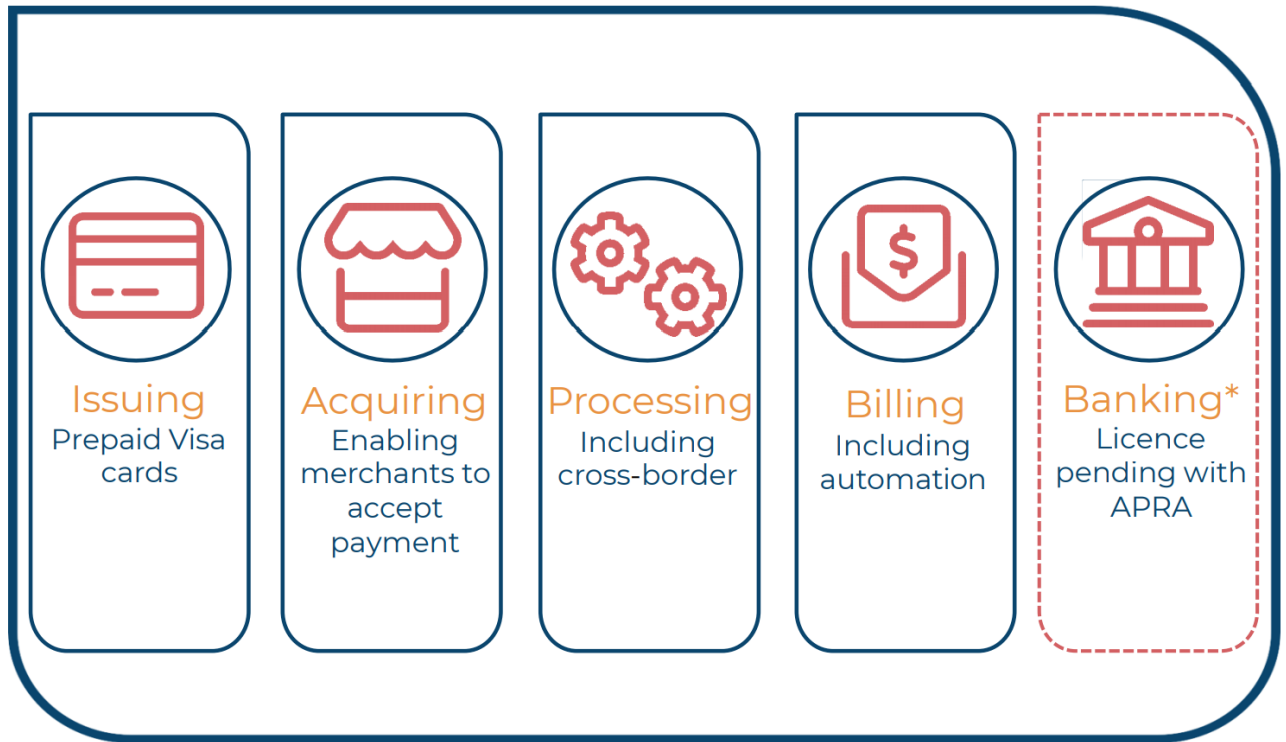 Issuing
Prepaid Visa
cards
Acquiring
Enabling
merchants to
accept
payment
Processing
Including
cross-border
Billing
Including
automation
Banking*
Licence
pending with
APRA
$